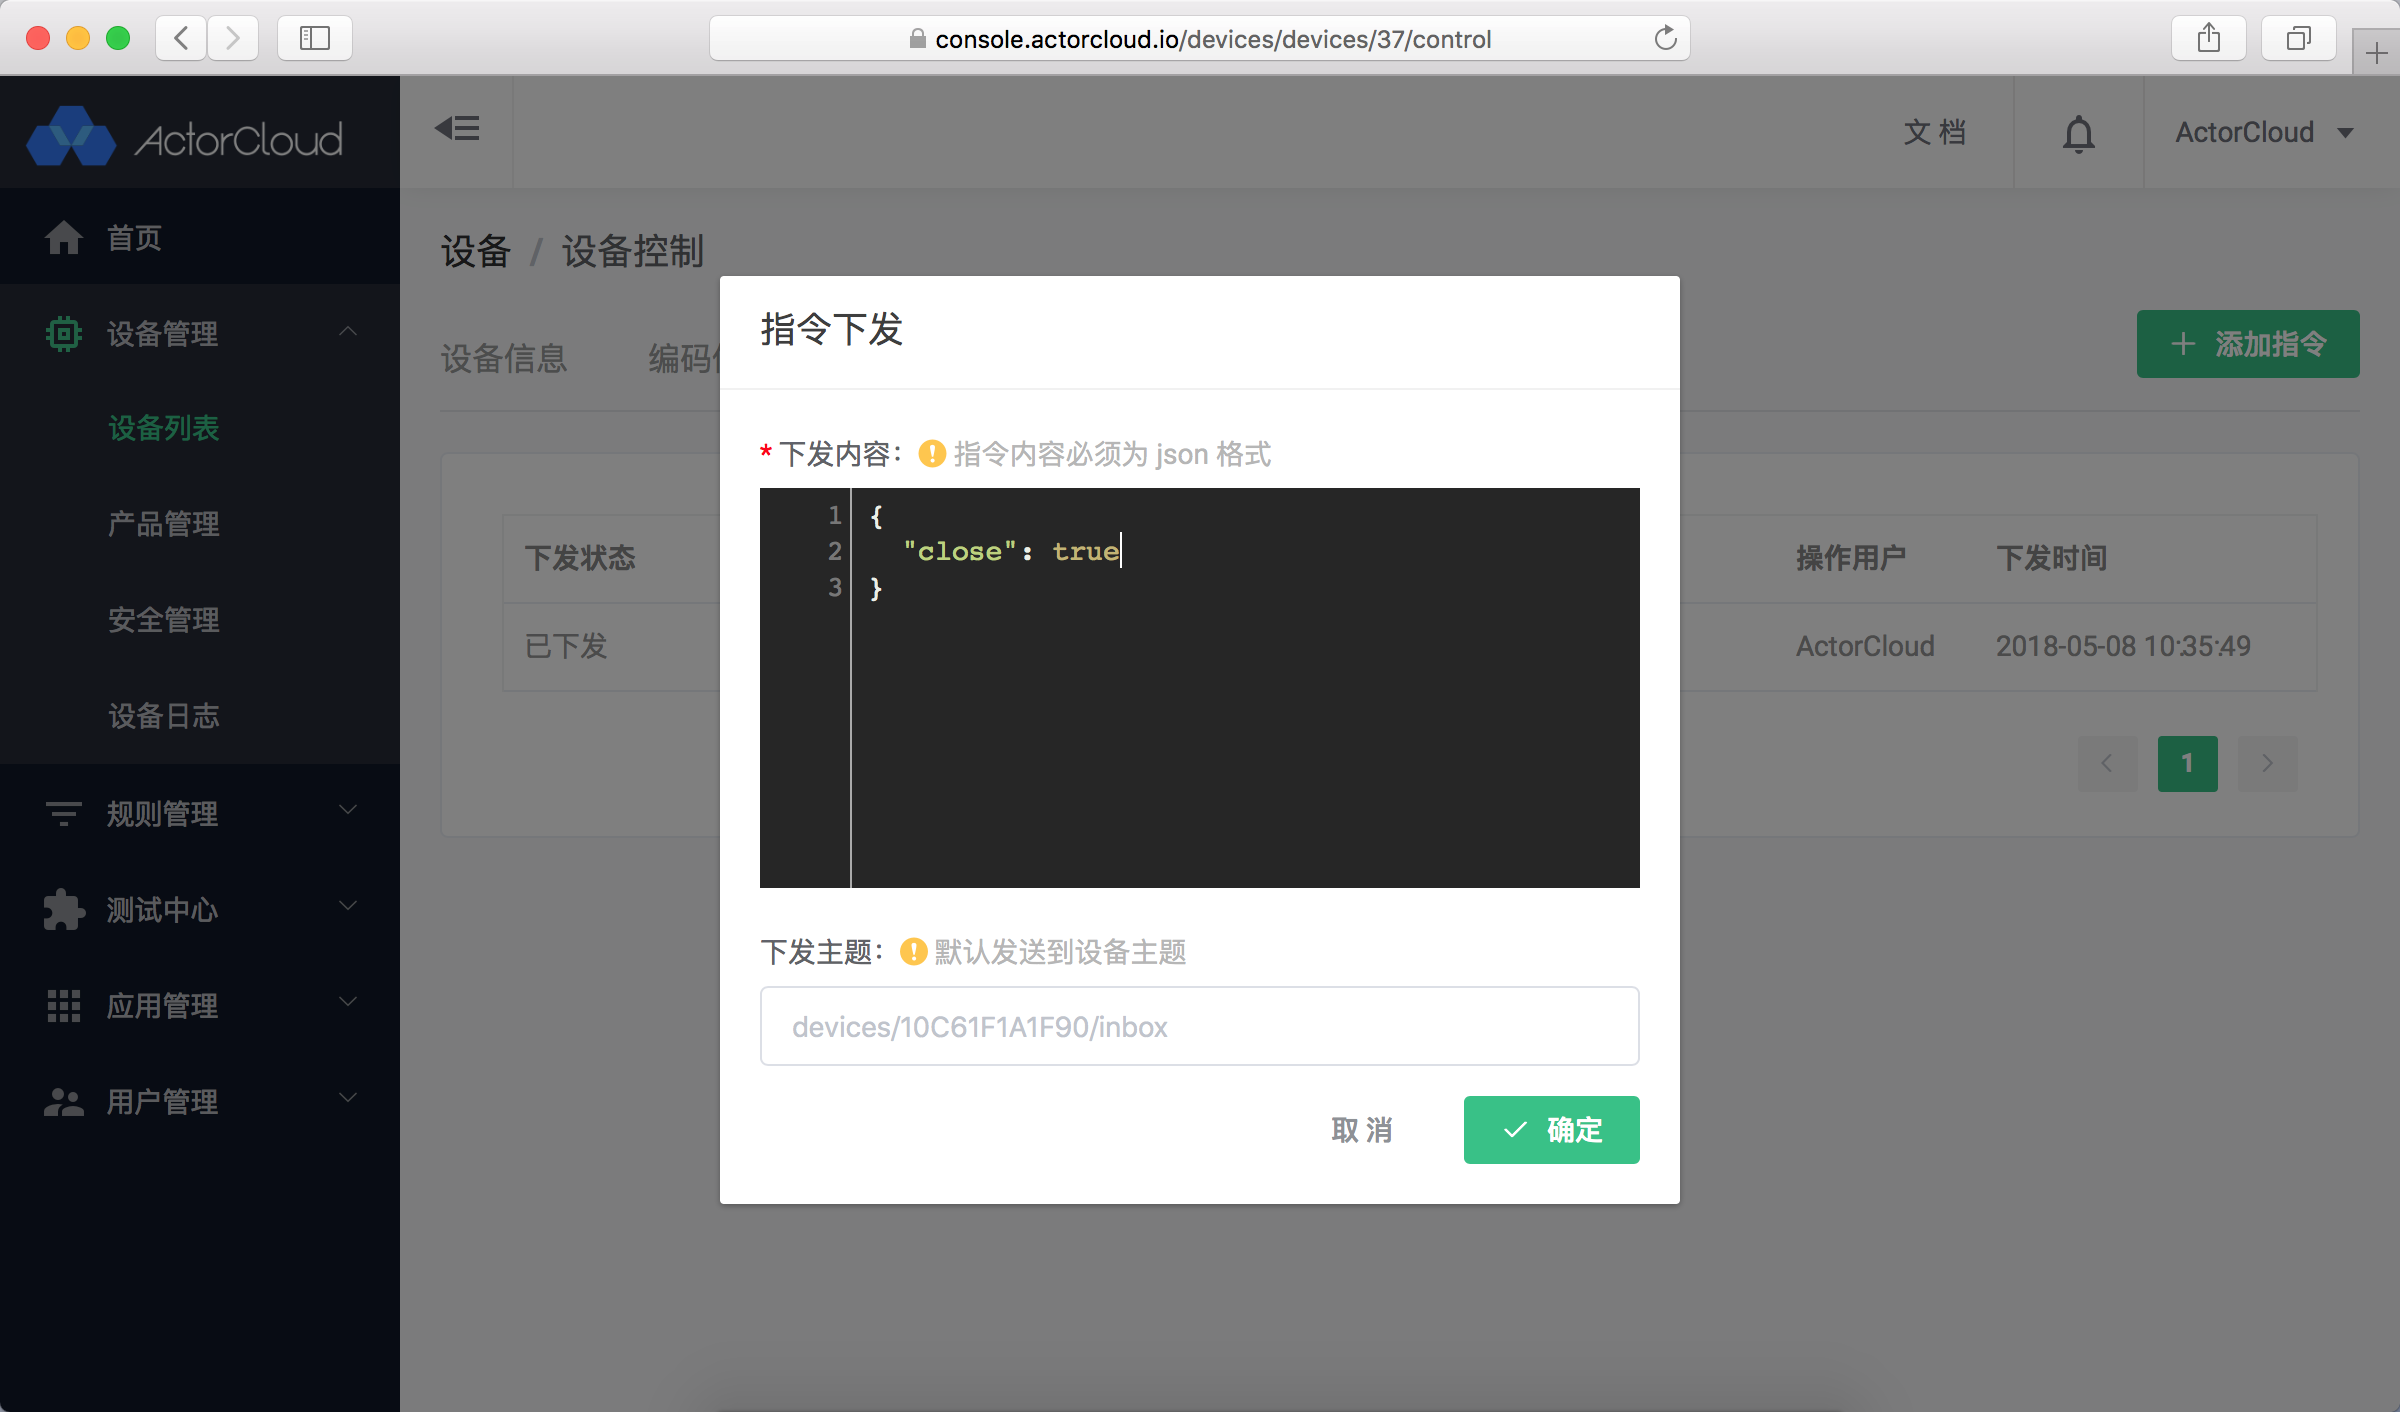 console.actorcloud.io/devices/devices/37/control
ActorCloud
文 档
ActorCloud
首页
设备管理
设备列表
产品管理
安全管理
设备日志
规则管理
测试中心
应用管理
用户管理
设备 / 设备控制
设备信息
添加指令
下发状态
操作用户
下发时间
已下发
ActorCloud
2018-05-08 10:35:49
1
指令下发
* 下发内容： 指令内容必须为 json 格式
1 {
2 "close": true
3 }
下发主题： 默认发送到设备主题
devices/10C61F1A1F90/inbox
取 消
确定